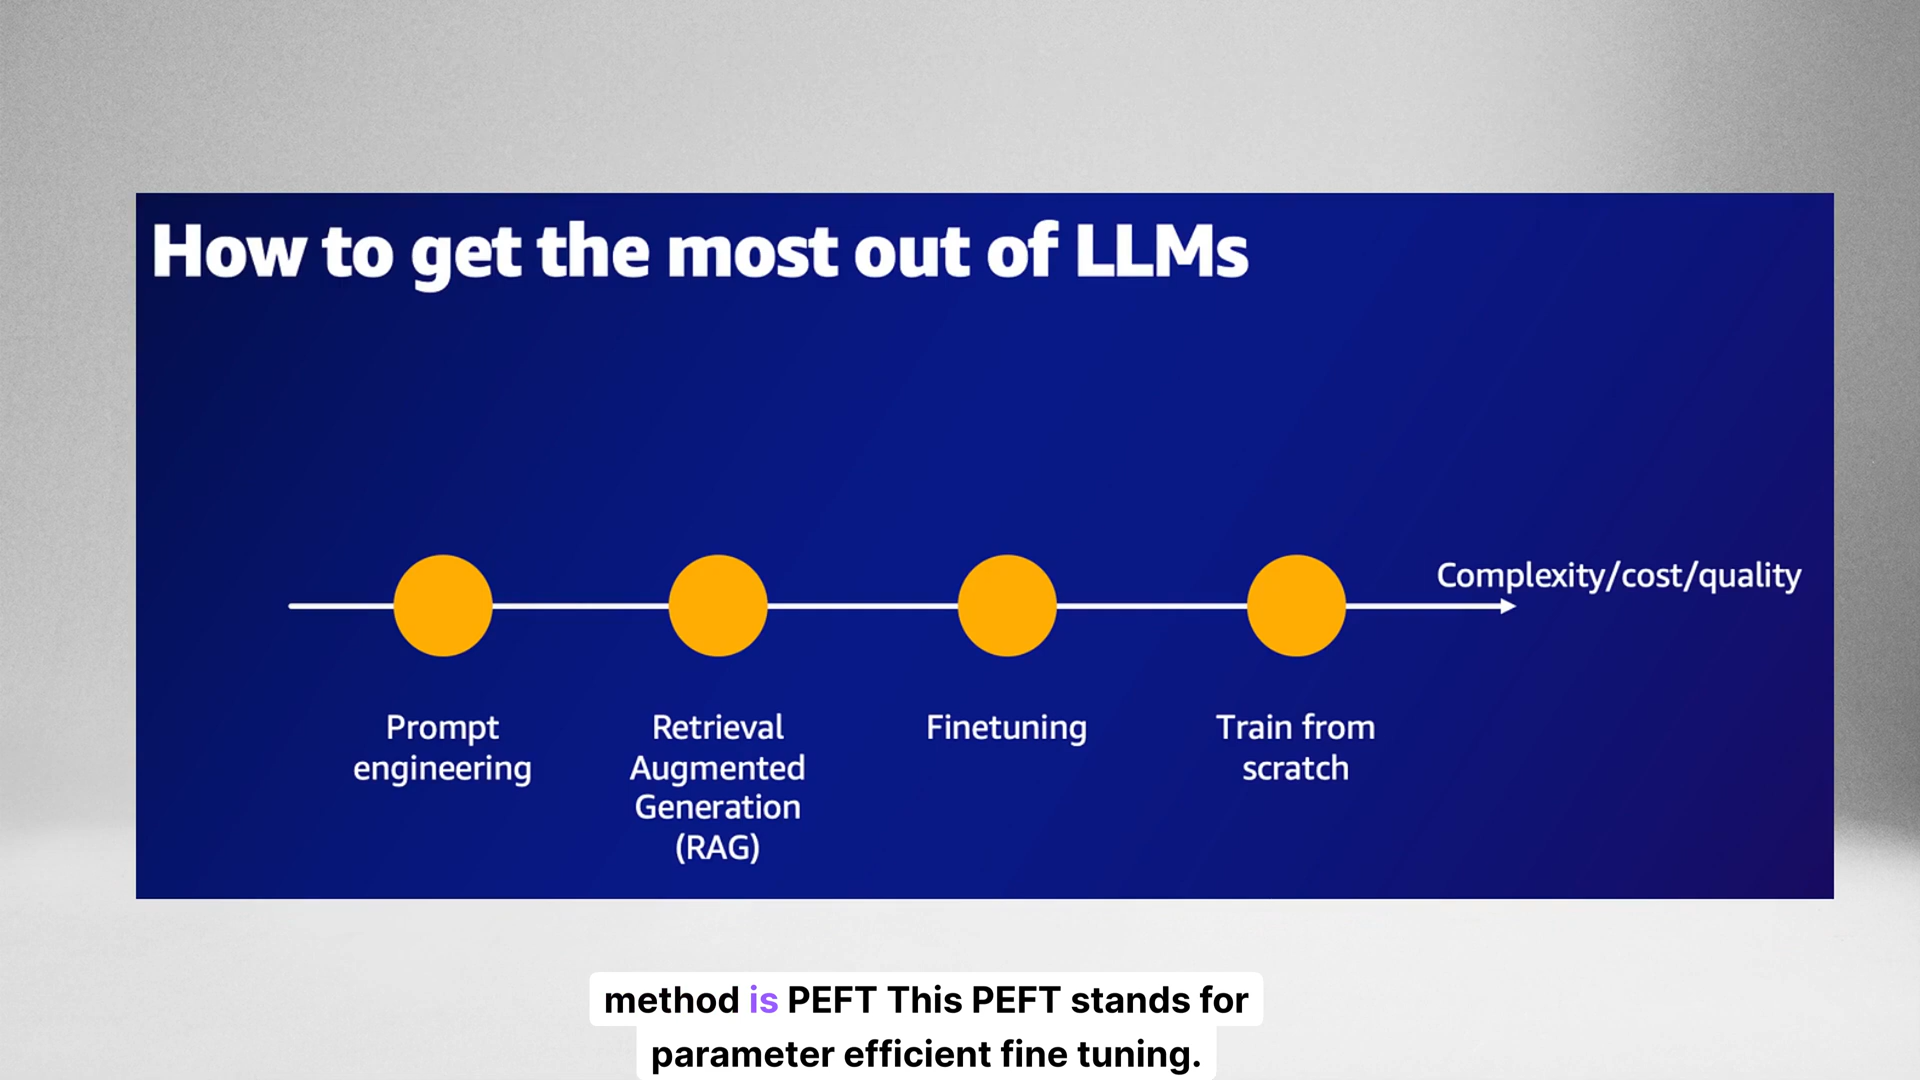 How to get the most out of LLMs
Complexity/cost/quality
Prompt
engineering
Retrieval
Augmented
Generation
(RAG)
Finetuning
Train from
scratch
method is PEFT This PEFT stands for
parameter efficient fine tuning.